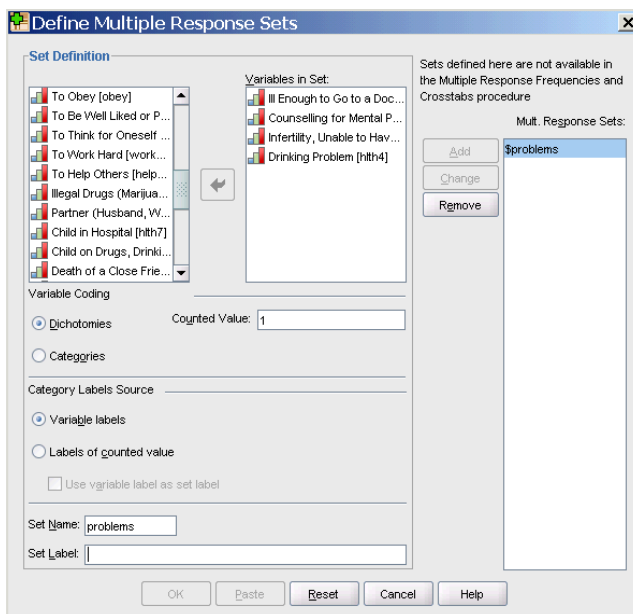 Define Multiple Response Sets
Set Definition
To Obey [obey]
To Be Well Liked or P...
To Think for Oneself ...
To Work Hard [work...
To Help Others [help...
Illegal Drugs (Marijua...
Partner (Husband, W...
Child in Hospital [hlth7]
Child on Drugs, Drinki...
Death of a Close Frie...
Variables in Set:
Ill Enough to Go to a Doc...
Counselling for Mental P...
Infertility, Unable to Hav...
Drinking Problem [hlth4]
Variable Coding
Dichotomies
Counted Value: 1
Categories
Category Labels Source
Variable labels
Labels of counted value
Use variable label as set label
Set Name: problems
Set Label:
Sets defined here are not available in
the Multiple Response Frequencies and
Crosstabs procedure
Mult. Response Sets:
Add
Change
Remove
$problems
OK
Paste
Reset
Cancel
Help